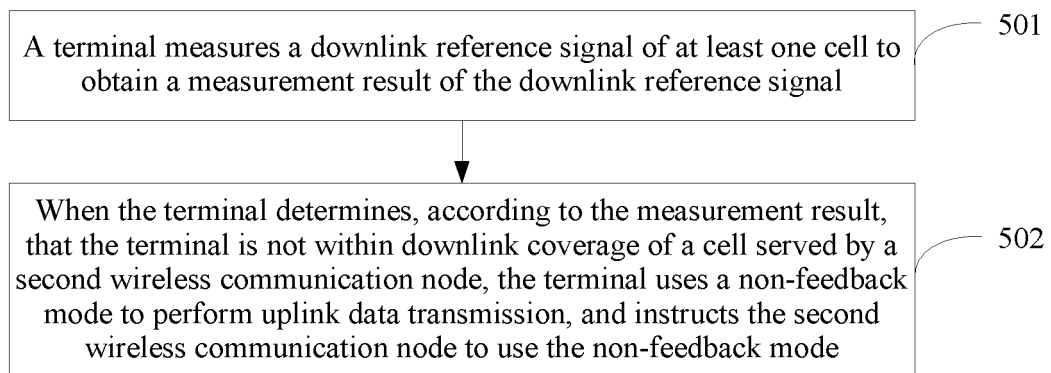 A terminal measures a downlink reference signal of at least one cell to
obtain a measurement result of the downlink reference signal
501
When the terminal determines, according to the measurement result,
that the terminal is not within downlink coverage of a cell served by a
second wireless communication node, the terminal uses a non-feedback
mode to perform uplink data transmission, and instructs the second
wireless communication node to use the non-feedback mode
502